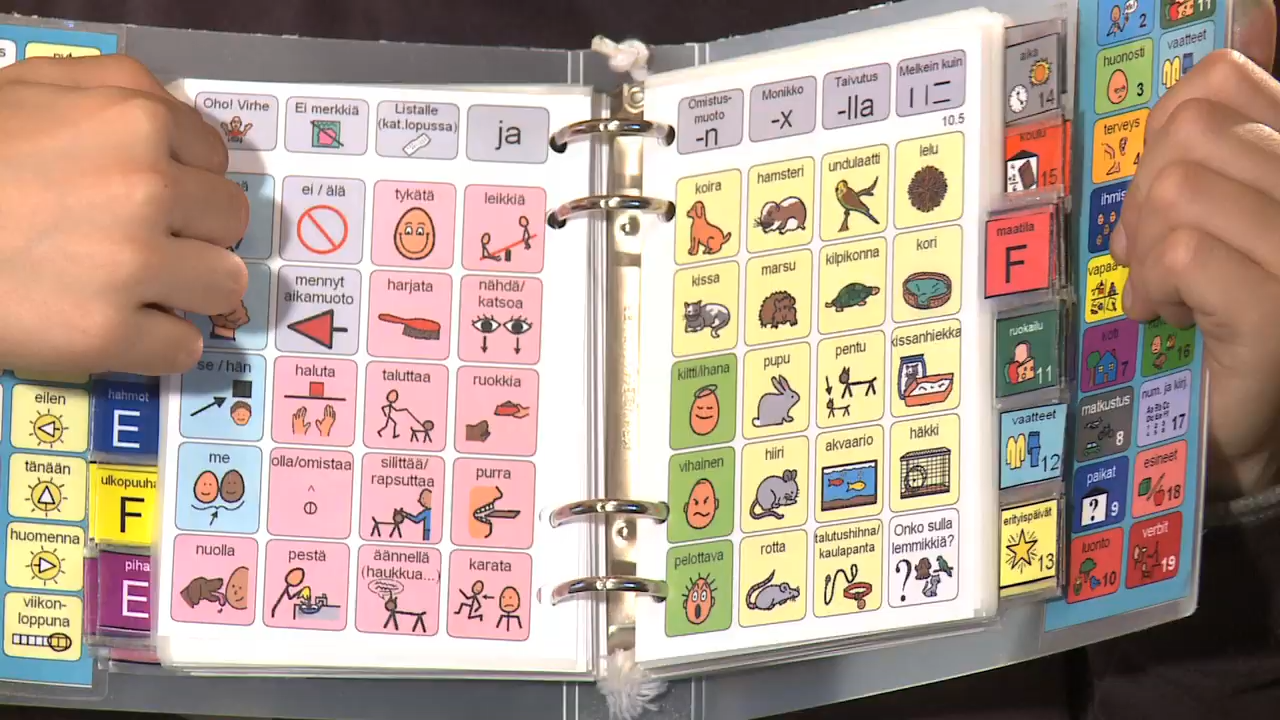 eilen
tänään
huomenna
viikon-
loppuna
hahmot
E
ulkopuuha
F
piha
E
Oho! Virhe
Ei merkkiä
Listalle
(kat.lopussa)
ja
ei / älä
tykätä
leikkiä
mennyt
aikamuoto
harjata
nähdä/
katsoa
se / hän
haluta
taluttaa
ruokkia
me
olla/omistaa
silittää/
rapsuttaa
purra
nuolla
pestä
äännellä
(haukkua...)
karata
Omistus-
muoto
-n
Monikko
-x
Taivutus
-lla
Melkein kuin
10.5
koira
hamsteri
undulaatti
lelu
kissa
marsu
kilpikonna
kori
kiltti/ihana
pupu
pentu
kissanhiekka
vihainen
hiiri
akvaario
häkki
pelottava
rotta
talutushihna/
kaulapanta
Onko sulla
lemmikkiä?
?
aika
14
koulu
15
maatila
F
ruokailu
11
vaatteet
12
erityispäivät
13
2
11
huonosti
3
vaatteet
terveys
4
koti
7
16
matkustus
8
num. ja kirj.
17
paikat
?
9
esineet
18
luonto
10
verbit
19